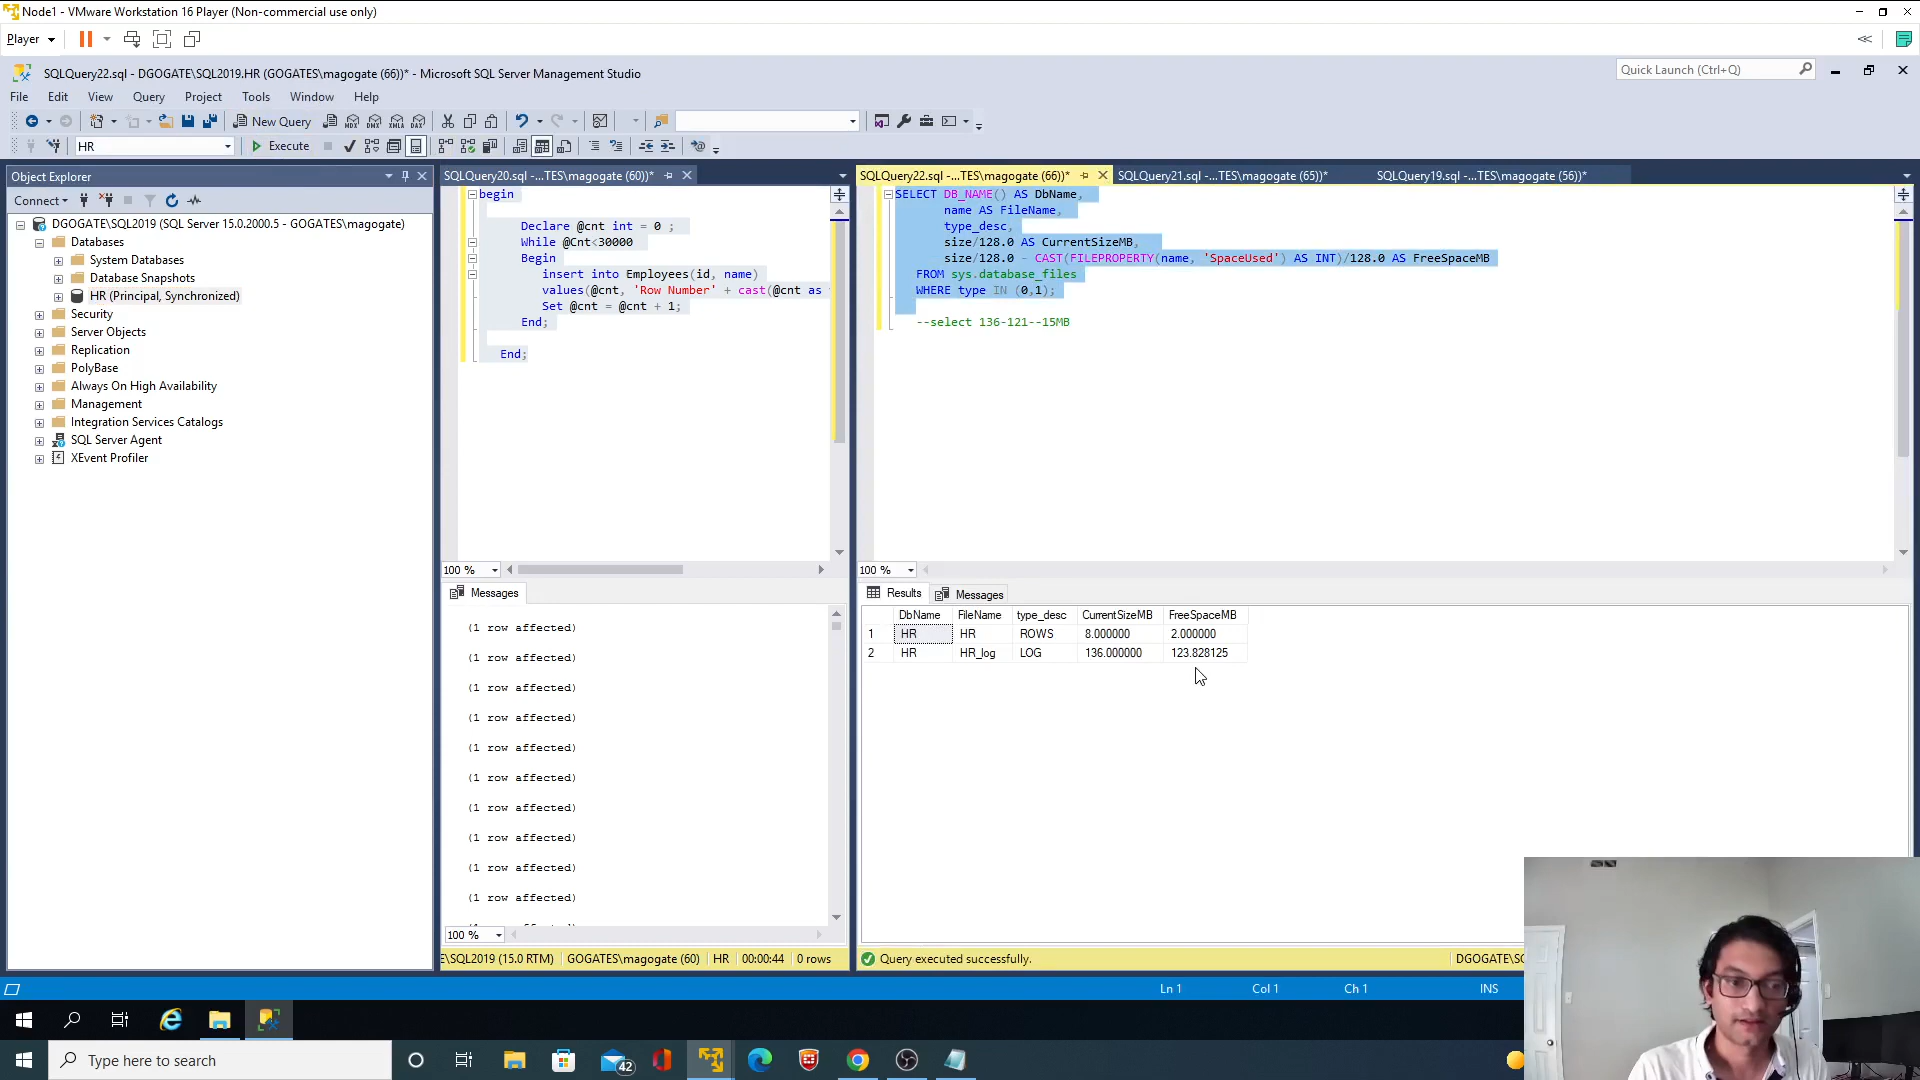 Node1 - VMware Workstation 16 Player (Non-commercial use only)
Player
SQLQuery22.sql - DGOGATE\SQL2019.HR (GOGATES\magogate (66))* - Microsoft SQL Server Management Studio
Quick Launch (Ctrl+Q)
File Edit View Query Project Tools Window Help
New Query
MDX DMX XMLA DAX
HR
Execute
Object Explorer
Connect
DGOGATE\SQL2019 (SQL Server 15.0.2000.5 - GOGATES\magogate)
Databases
System Databases
Database Snapshots
HR (Principal, Synchronized)
Security
Server Objects
Replication
PolyBase
Always On High Availability
Management
Integration Services Catalogs
SQL Server Agent
XEvent Profiler
SQLQuery20.sql -...TES\magogate (60))*
begin
Declare @cnt int = 0 ;
While @Cnt<30000
Begin
insert into Employees(id, name)
values(@cnt, 'Row Number' + cast(@cnt as
Set @cnt = @cnt + 1;
End;
End;
100 %
Messages
(1 row affected)
(1 row affected)
(1 row affected)
(1 row affected)
(1 row affected)
(1 row affected)
(1 row affected)
(1 row affected)
(1 row affected)
(1 row affected)
100 %
E\SQL2019 (15.0 RTM) GOGATES\magogate (60) HR 00:00:44 0 rows
SQLQuery22.sql -...TES\magogate (66))*
SQLQuery21.sql -...TES\magogate (65))*
SQLQuery19.sql -...TES\magogate (56))*
SELECT DB_NAME() AS DbName,
name AS FileName,
type_desc,
size/128.0 AS CurrentSizeMB,
size/128.0 - CAST(FILEPROPERTY(name, 'SpaceUsed') AS INT)/128.0 AS FreeSpaceMB
FROM sys.database_files
WHERE type IN (0,1);
--select 136-121--15MB
100 %
Results Messages
DbName FileName type_desc CurrentSizeMB FreeSpaceMB
1 HR HR ROWS 8.000000 2.000000
2 HR HR_log LOG 136.000000 123.828125
Query executed successfully.
DGOGATE\SQ
Ln 1 Col 1 Ch 1 INS
Type here to search
42